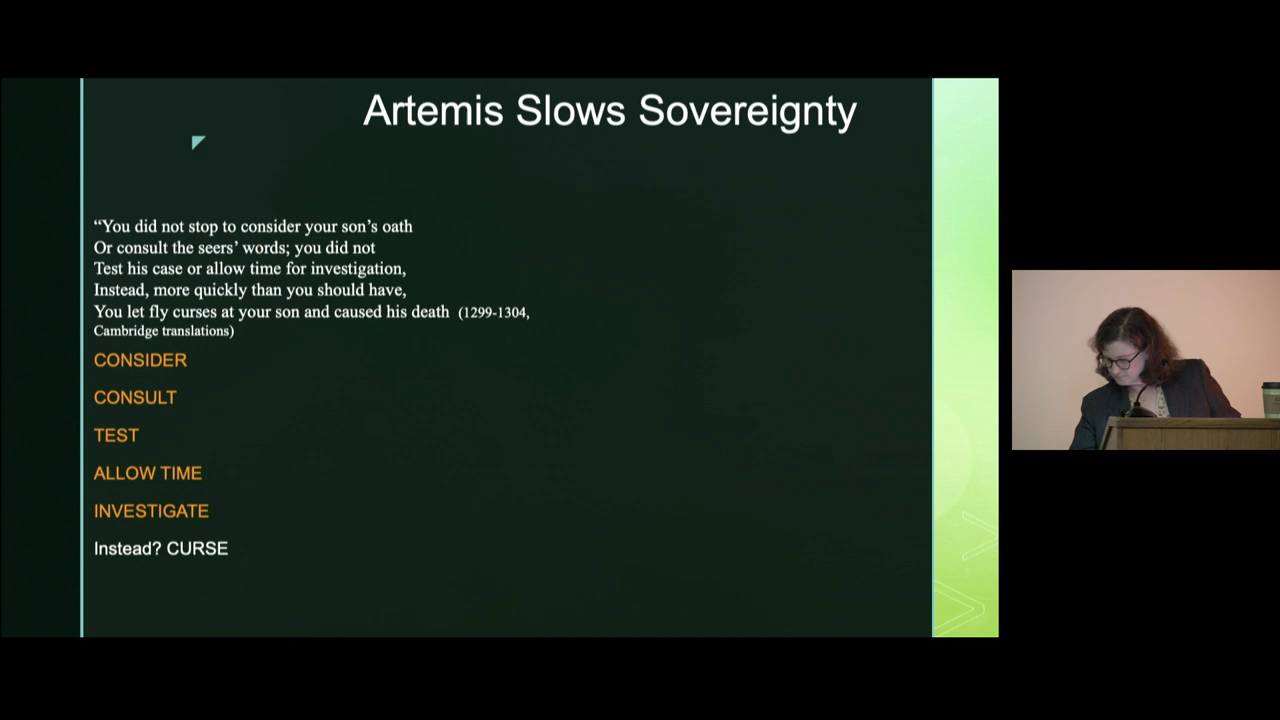 Artemis Slows Sovereignty
“You did not stop to consider your son’s oath
Or consult the seers’ words; you did not
Test his case or allow time for investigation,
Instead, more quickly than you should have,
You let fly curses at your son and caused his death (1299-1304,
Cambridge translations)
CONSIDER
CONSULT
TEST
ALLOW TIME
INVESTIGATE
Instead? CURSE